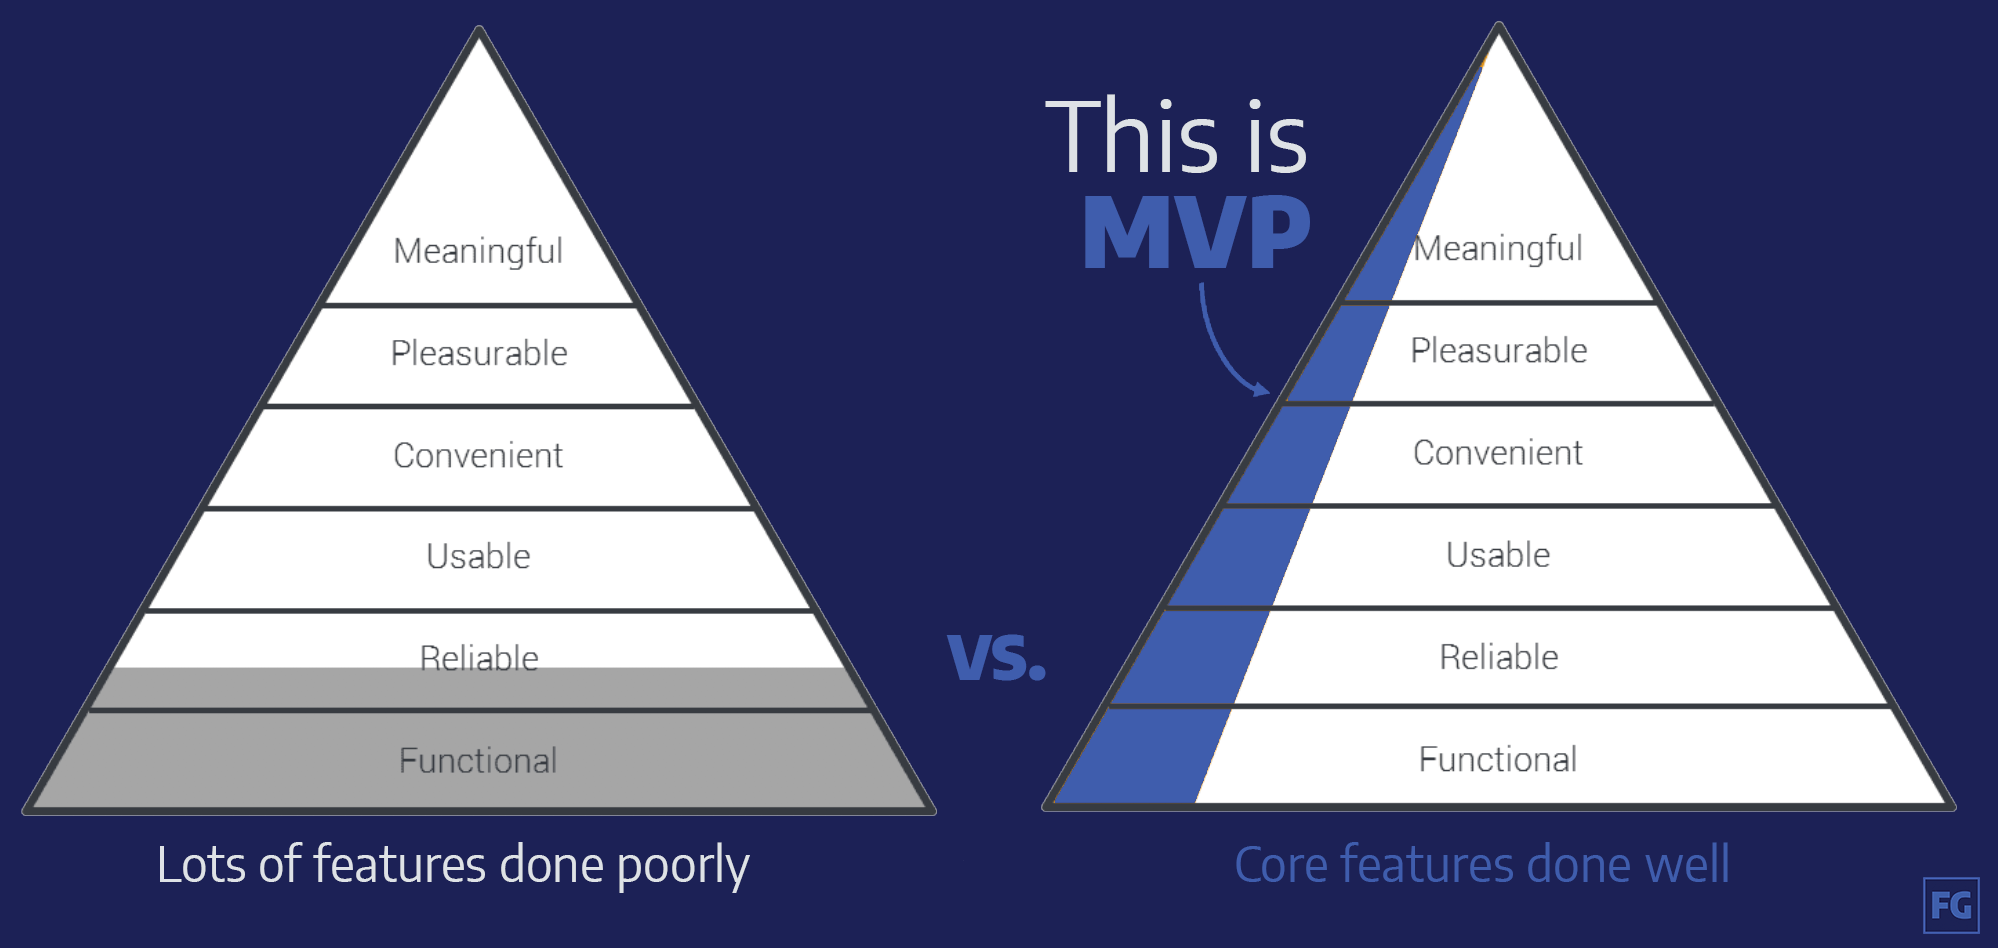 Meaningful
Pleasurable
Convenient
Usable
Reliable
Functional
Lots of features done poorly
vs.
This is
MVP
Meaningful
Pleasurable
Convenient
Usable
Reliable
Functional
Core features done well
FG